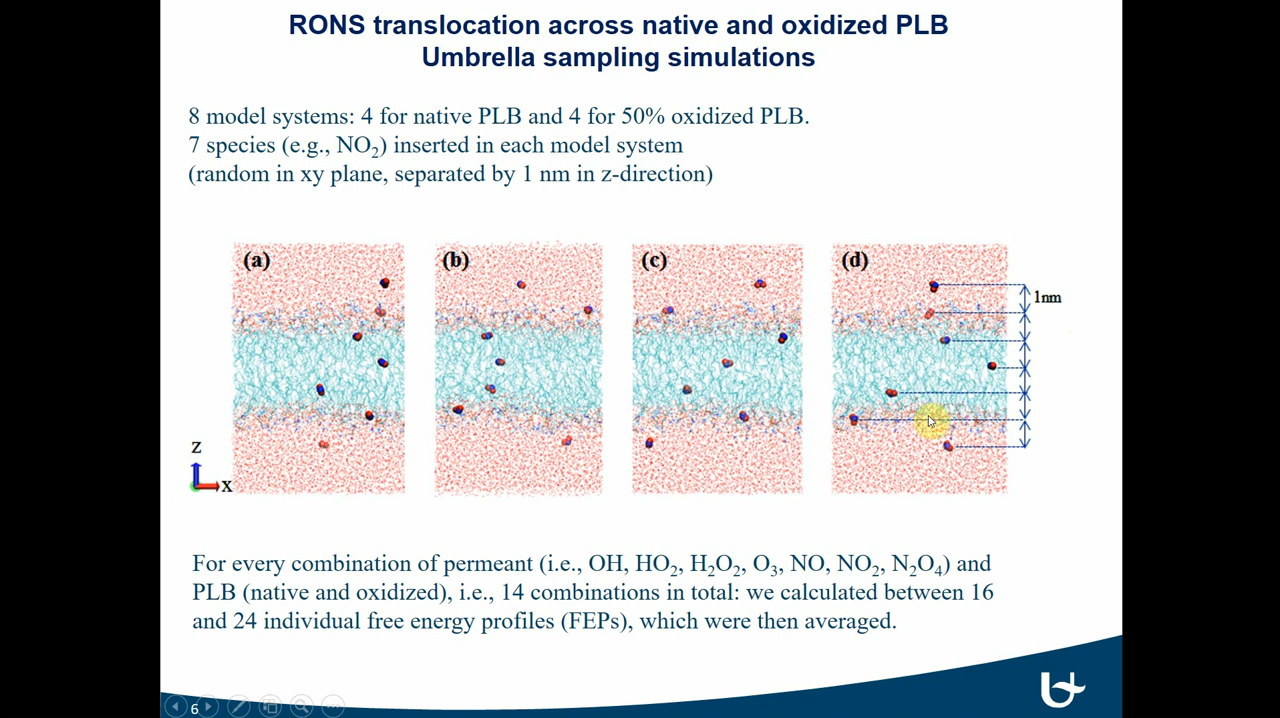 RONS translocation across native and oxidized PLB
Umbrella sampling simulations
8 model systems: 4 for native PLB and 4 for 50% oxidized PLB.
7 species (e.g., NO₂) inserted in each model system
(random in xy plane, separated by 1 nm in z-direction)
(a) (b) (c) (d)
1nm
Z
X
For every combination of permeant (i.e., OH, HO₂, H₂O₂, O₃, NO, NO₂, N₂O₄) and
PLB (native and oxidized), i.e., 14 combinations in total: we calculated between 16
and 24 individual free energy profiles (FEPs), which were then averaged.
6